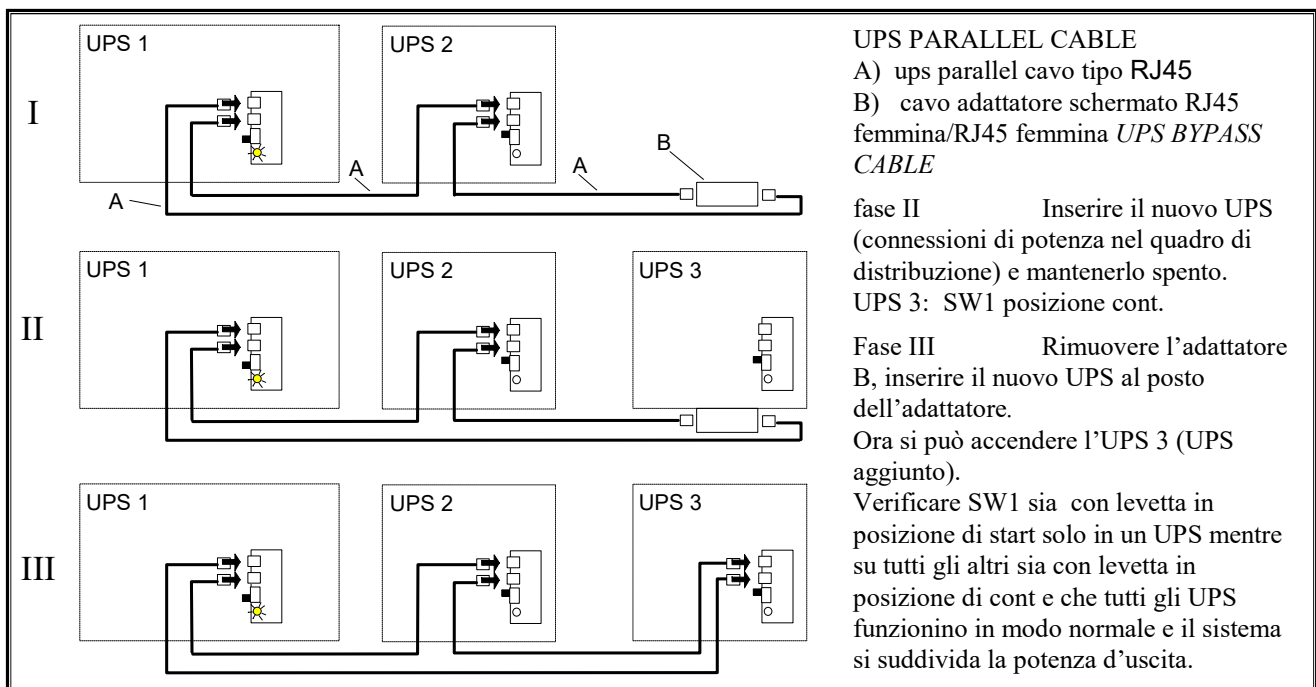 UPS 1
UPS 2
I
A
A
A
B
UPS 1
UPS 2
UPS 3
II
UPS 1
UPS 2
UPS 3
III
UPS PARALLEL CABLE
A) ups parallel cavo tipo RJ45
B) cavo adattatore schermato RJ45
femmina/RJ45 femmina UPS BYPASS
CABLE
fase II Inserire il nuovo UPS
(connessioni di potenza nel quadro di
distribuzione) e mantenerlo spento.
UPS 3: SW1 posizione cont.
Fase III Rimuovere l’adattatore
B, inserire il nuovo UPS al posto
dell’adattatore.
Ora si può accendere l’UPS 3 (UPS
aggiunto).
Verificare SW1 sia con levetta in
posizione di start solo in un UPS mentre
su tutti gli altri sia con levetta in
posizione di cont e che tutti gli UPS
funzionino in modo normale e il sistema
si suddivida la potenza d’uscita.